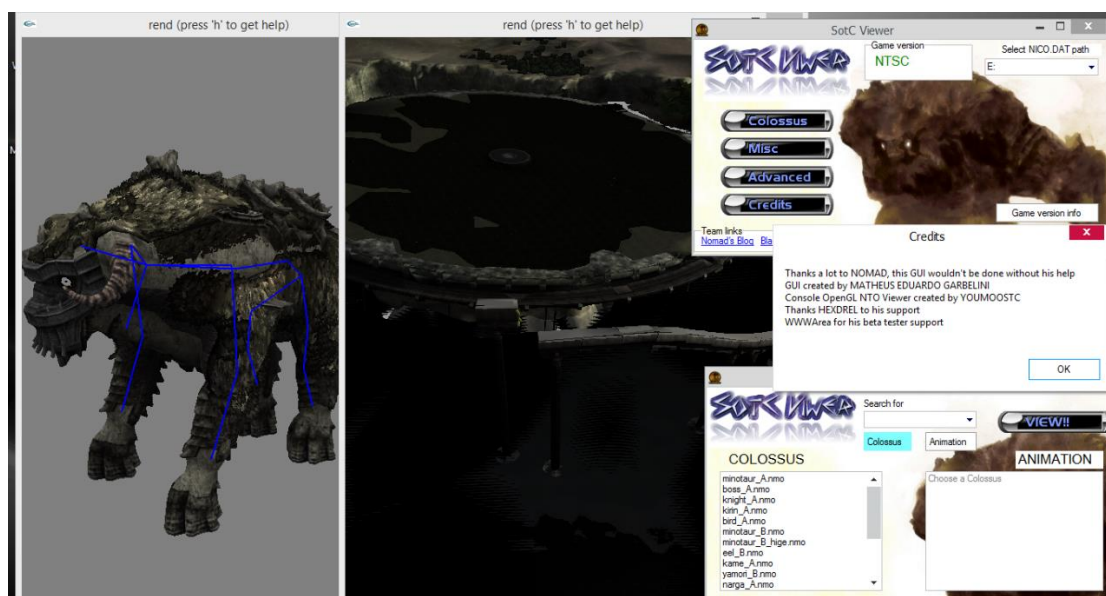 rend (press 'h' to get help)
rend (press 'h' to get help)
SotC Viewer
SOTC VIWER
Game version
NTSC
Select NICO.DAT path
E:
Colossus
Misc
Advanced
Credits
Game version info
Team links
Nomad's Blog
Credits
Thanks a lot to NOMAD, this GUI wouldn't be done without his help
GUI created by MATHEUS EDUARDO GARBELINI
Console OpenGL NTO Viewer created by YOUMOOSTC
Thanks HEXDREL to his support
WWWArea for his beta tester support
OK
SOTC VIWER
Search for
VIEW!!
Colossus
Animation
COLOSSUS
ANIMATION
minotaur_A.nmo
boss_A.nmo
knight_A.nmo
kirin_A.nmo
bird_A.nmo
minotaur_B.nmo
minotaur_B_hige.nmo
eel_B.nmo
kame_A.nmo
yamori_B.nmo
narga_A.nmo
Choose a Colossus